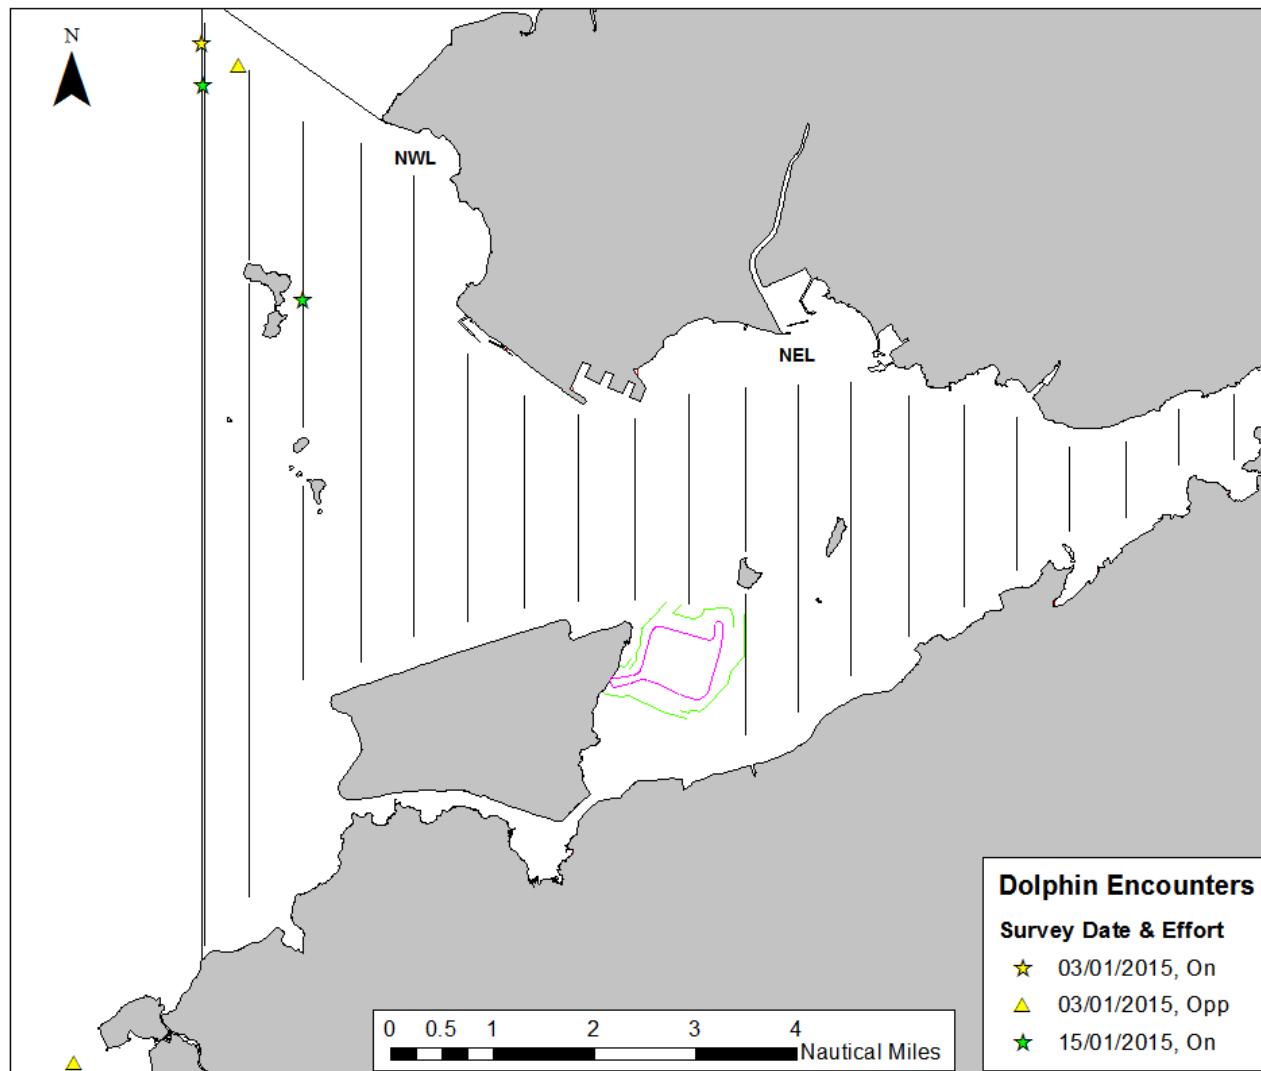 N
NWL
NEL
Dolphin Encounters
Survey Date & Effort
03/01/2015, On
03/01/2015, Opp
15/01/2015, On
0 0.5 1 2 3 4
Nautical Miles